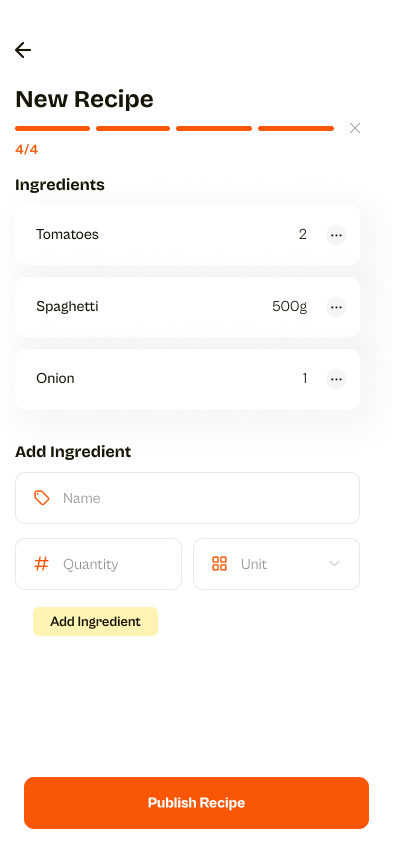 New Recipe
4/4
Ingredients
Tomatoes 2
Spaghetti 500g
Onion 1
Add Ingredient
Name
Quantity Unit
Add Ingredient
Publish Recipe